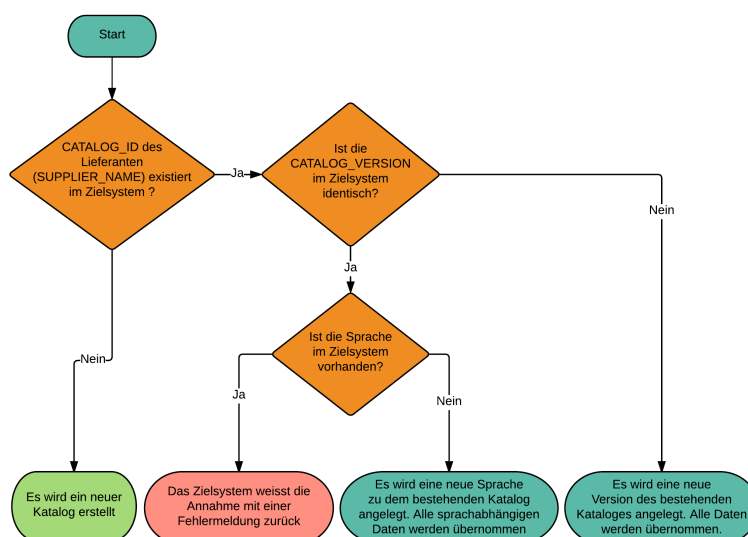 Start
CATALOG_ID des
Lieferanten
(SUPPLIER_NAME) existiert
im Zielsystem ?
Ja
Ist die
CATALOG_VERSION
im Zielsystem
identisch?
Nein
Ja
Ist die Sprache
im Zielsystem
vorhanden?
Nein
Ja
Nein
Es wird ein neuer
Katalog erstellt
Das Zielsystem weisst die
Annahme mit einer
Fehlermeldung zurück
Es wird eine neue Sprache
zu dem bestehenden Katalog
angelegt. Alle sprachabhängigen
Daten werden übernommen
Es wird eine neue
Version des bestehenden
Kataloges angelegt. Alle Daten
werden übernommen.